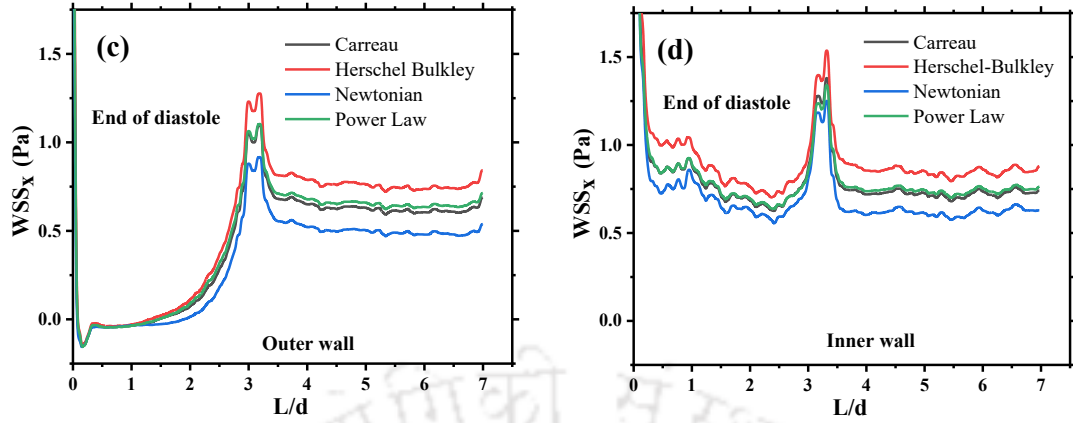 (c)
Carreau
Herschel Bulkley
Newtonian
Power Law
End of diastole
Outer wall
WSSx (Pa)
1.5
1.0
0.5
0.0
0 1 2 3 4 5 6 7
L/d
(d)
Carreau
Herschel-Bulkley
Newtonian
Power Law
End of diastole
Inner wall
WSSx (Pa)
1.5
1.0
0.5
0.0
0 1 2 3 4 5 6 7
L/d